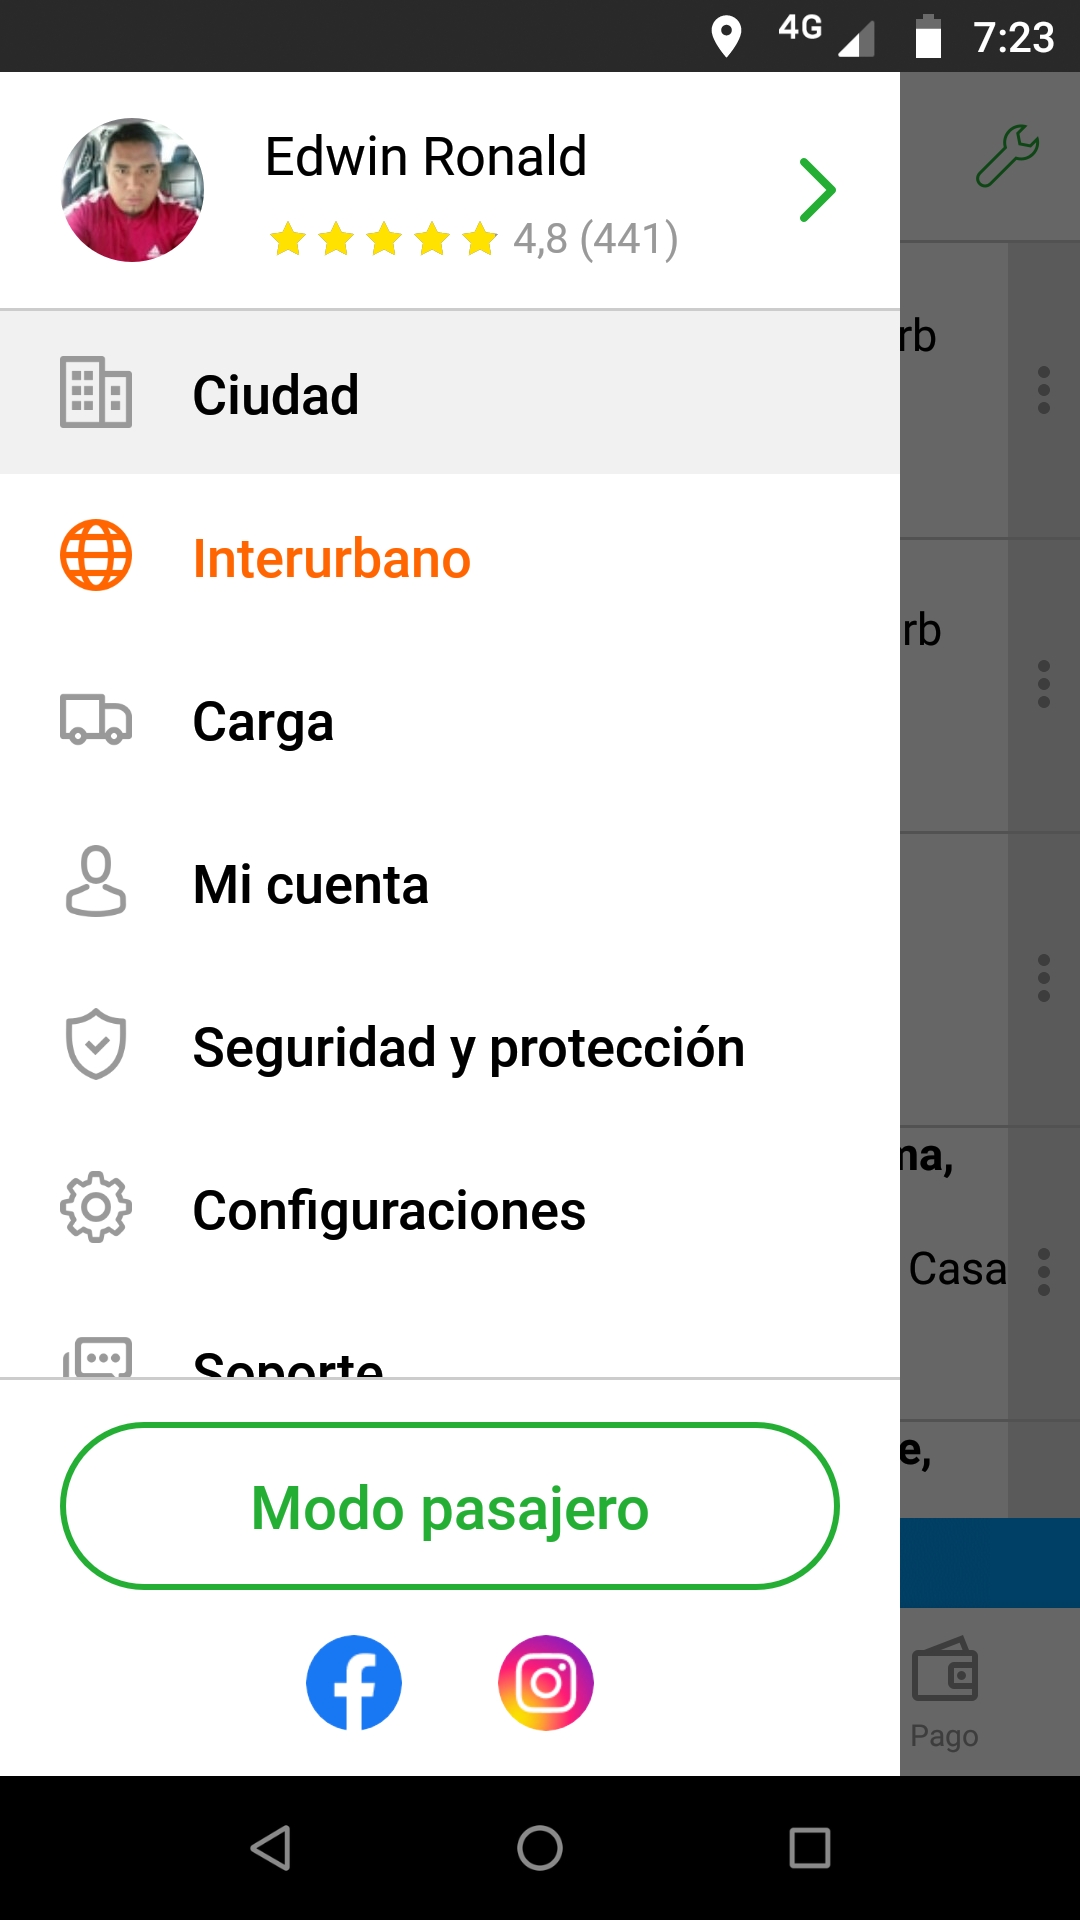 4G 7:23
Edwin Ronald
4,8 (441)
rb
Ciudad
Interurbano
rb
Carga
Mi cuenta
Seguridad y protección
na,
Configuraciones
Casa
Soporte
e,
Modo pasajero
Pago